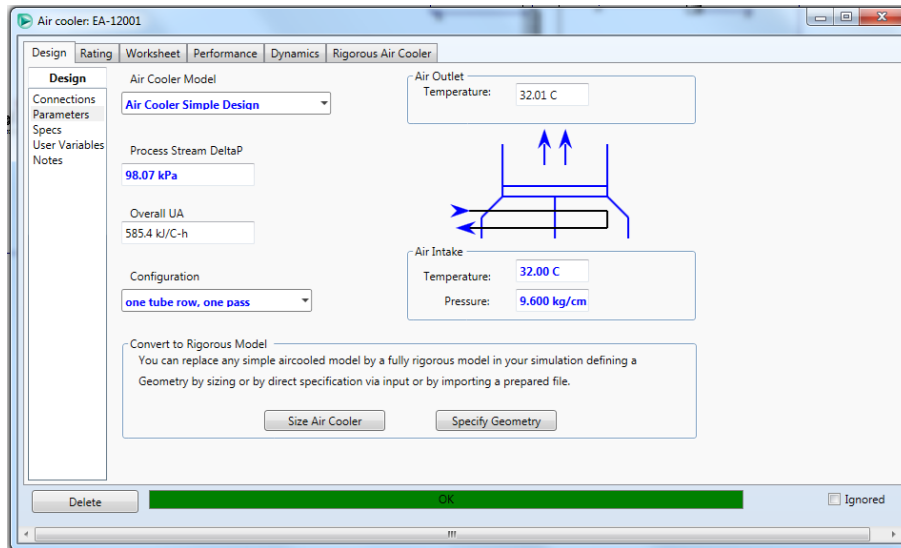 Air cooler: EA-12001
Design Rating Worksheet Performance Dynamics Rigorous Air Cooler
Design
Connections
Parameters
Specs
User Variables
Notes
Air Cooler Model
Air Cooler Simple Design
Process Stream DeltaP
98.07 kPa
Overall UA
585.4 kJ/C-h
Configuration
one tube row, one pass
Air Outlet
Temperature: 32.01 C
Air Intake
Temperature: 32.00 C
Pressure: 9.600 kg/cm
Convert to Rigorous Model
You can replace any simple aircooled model by a fully rigorous model in your simulation defining a
Geometry by sizing or by direct specification via input or by importing a prepared file.
Size Air Cooler Specify Geometry
Delete OK Ignored